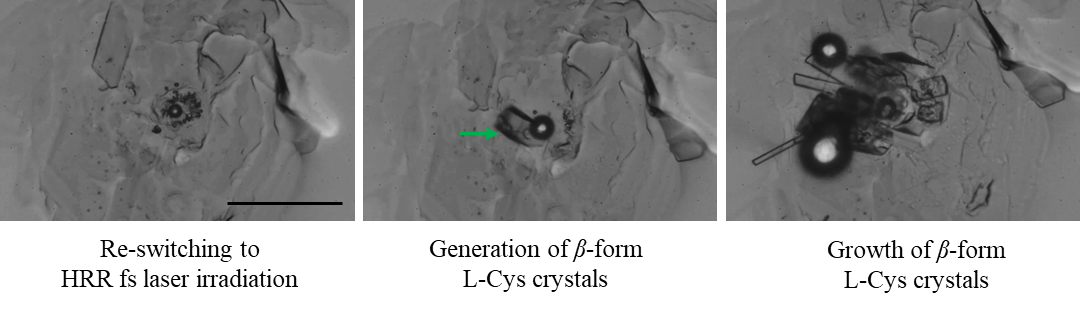 Re-switching to
HRR fs laser irradiation
Generation of β-form
L-Cys crystals
Growth of β-form
L-Cys crystals